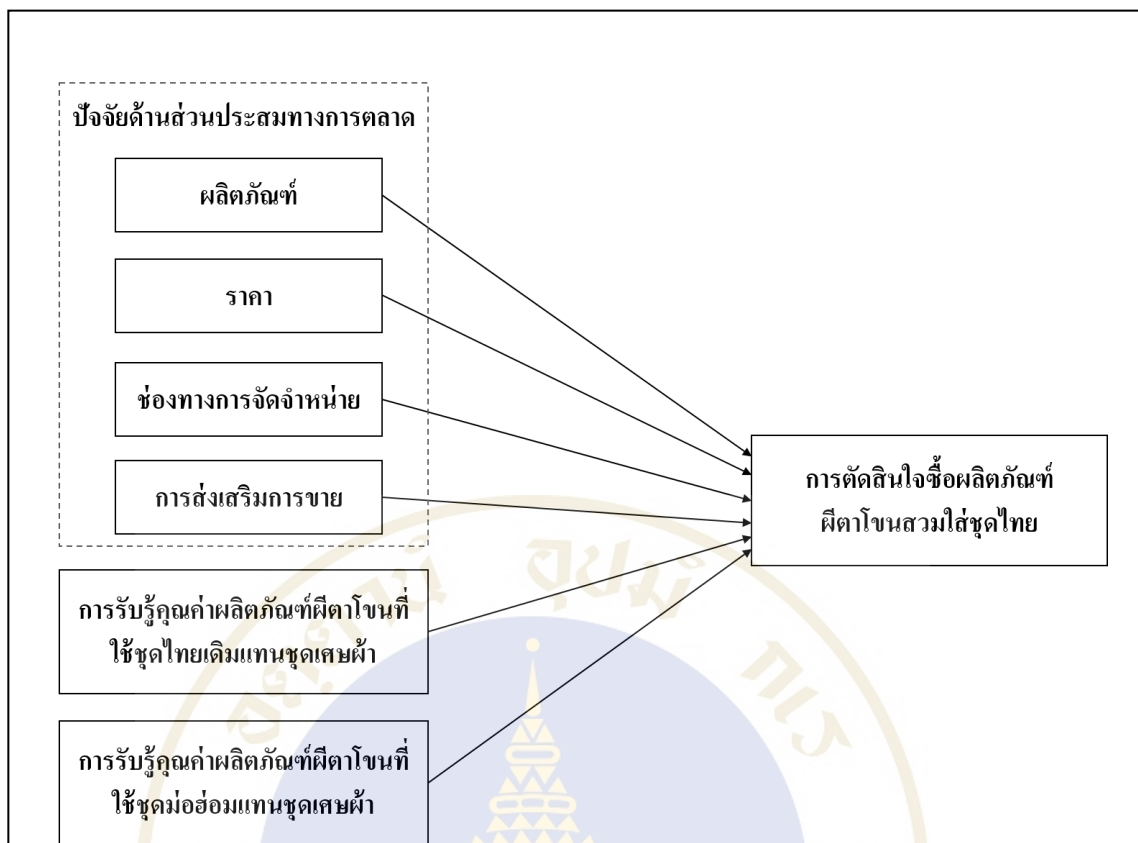 ปัจจัยด้านส่วนประสมทางการตลาด
ผลิตภัณฑ์
ราคา
ช่องทางการจัดจำหน่าย
การส่งเสริมการขาย
การรับรู้คุณค่าผลิตภัณฑ์ผีตาโขนที่
ใช้ชุดไทยเดิมแทนชุดเศษผ้า
การรับรู้คุณค่าผลิตภัณฑ์ผีตาโขนที่
ใช้ชุดม่อฮ่อมแทนชุดเศษผ้า
การตัดสินใจซื้อผลิตภัณฑ์
ผีตาโขนสวมใส่ชุดไทย